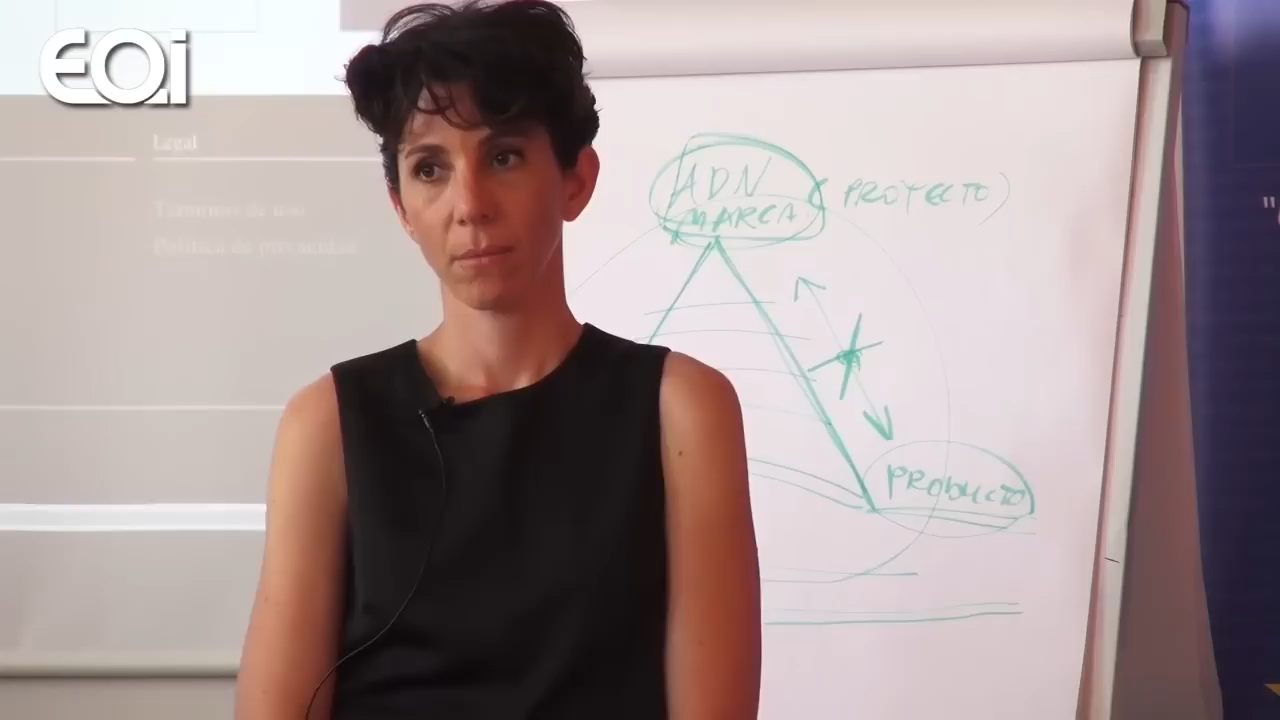 EOi
Legal
Términos de uso
Política de privacidad
ADN
MARCA
(PROYECTO)
PRODUCTO
"